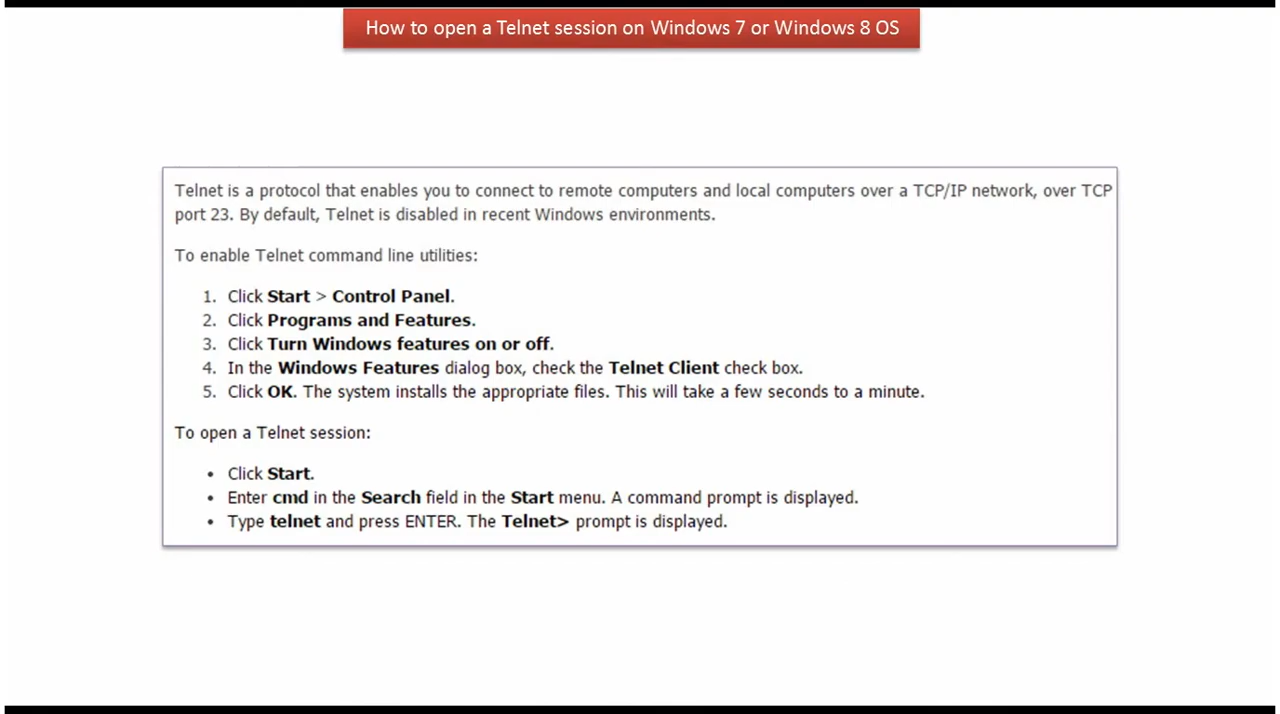 How to open a Telnet session on Windows 7 or Windows 8 OS
Telnet is a protocol that enables you to connect to remote computers and local computers over a TCP/IP network, over TCP
port 23. By default, Telnet is disabled in recent Windows environments.
To enable Telnet command line utilities:
1. Click Start > Control Panel.
2. Click Programs and Features.
3. Click Turn Windows features on or off.
4. In the Windows Features dialog box, check the Telnet Client check box.
5. Click OK. The system installs the appropriate files. This will take a few seconds to a minute.
To open a Telnet session:
• Click Start.
• Enter cmd in the Search field in the Start menu. A command prompt is displayed.
• Type telnet and press ENTER. The Telnet> prompt is displayed.